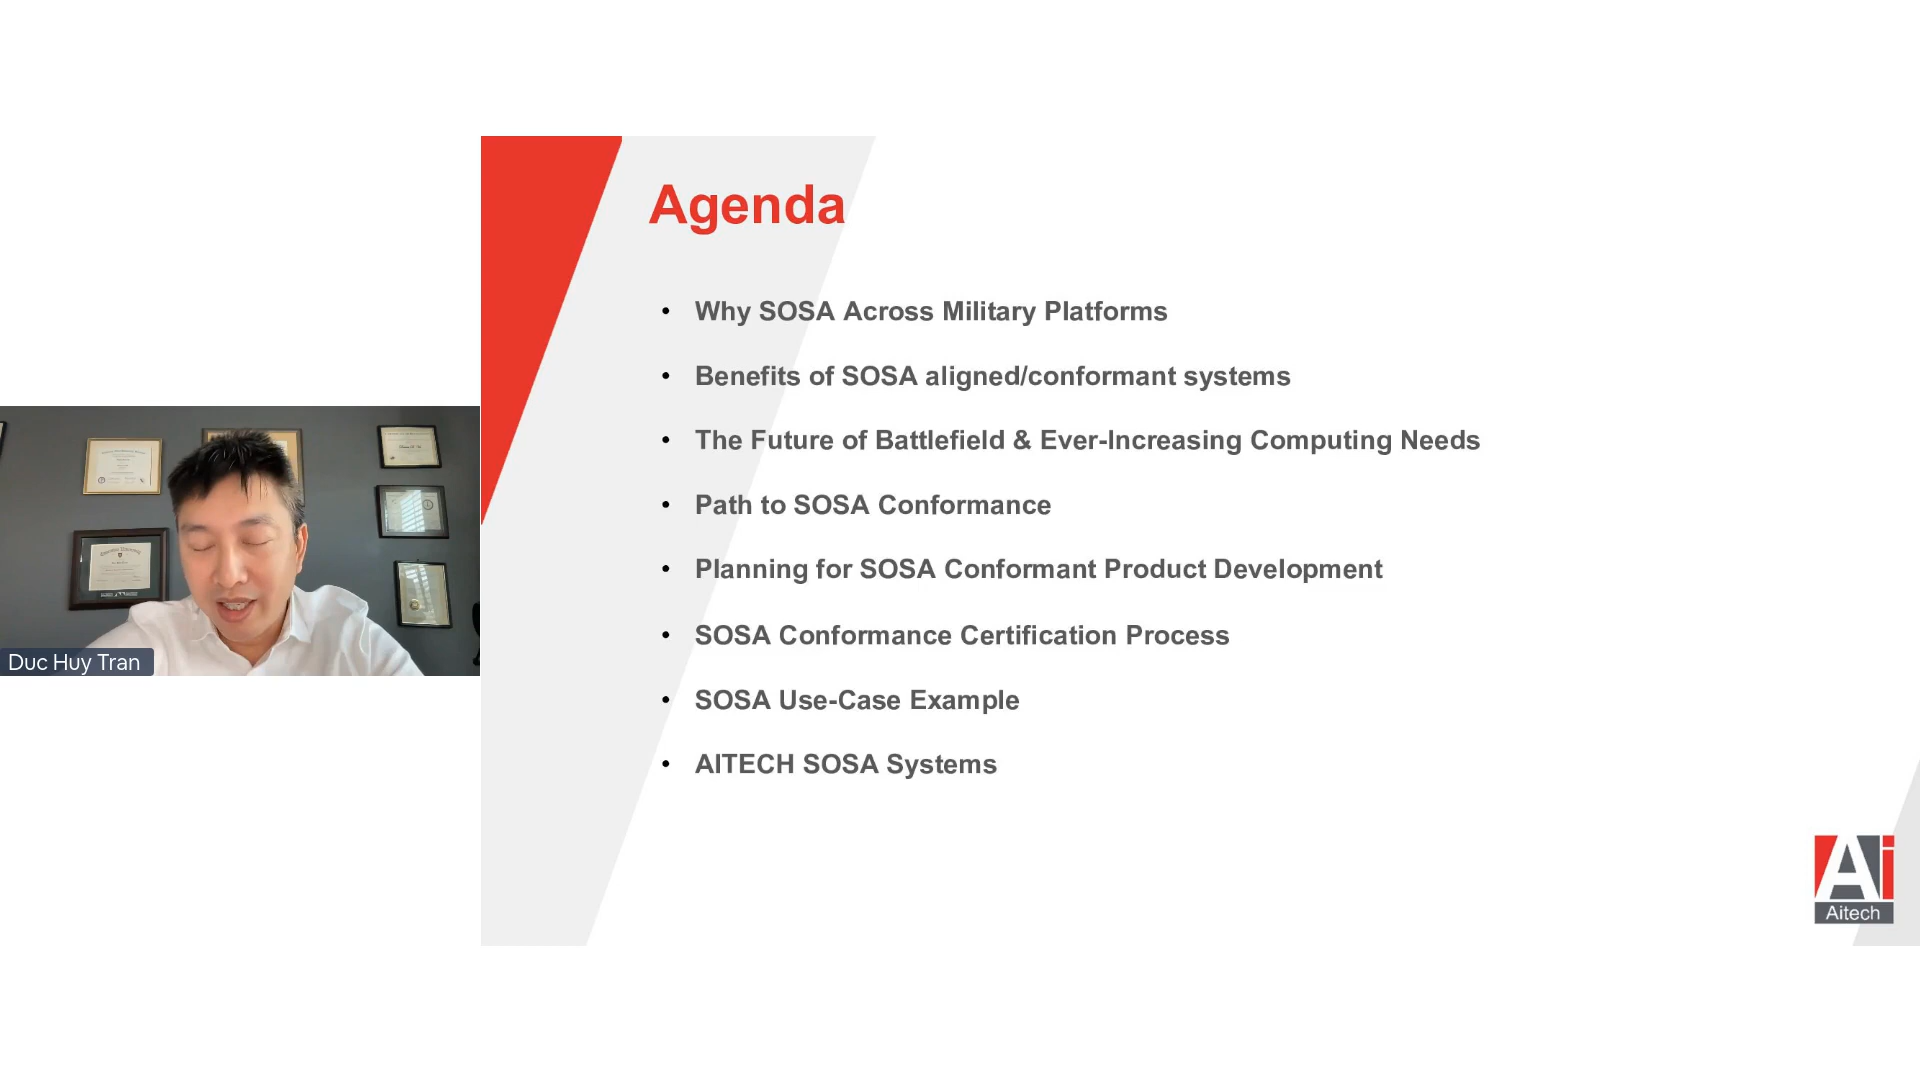 Agenda
• Why SOSA Across Military Platforms
• Benefits of SOSA aligned/conformant systems
• The Future of Battlefield & Ever-Increasing Computing Needs
• Path to SOSA Conformance
• Planning for SOSA Conformant Product Development
• SOSA Conformance Certification Process
• SOSA Use-Case Example
• AITECH SOSA Systems
Duc Huy Tran
Ai
Aitech